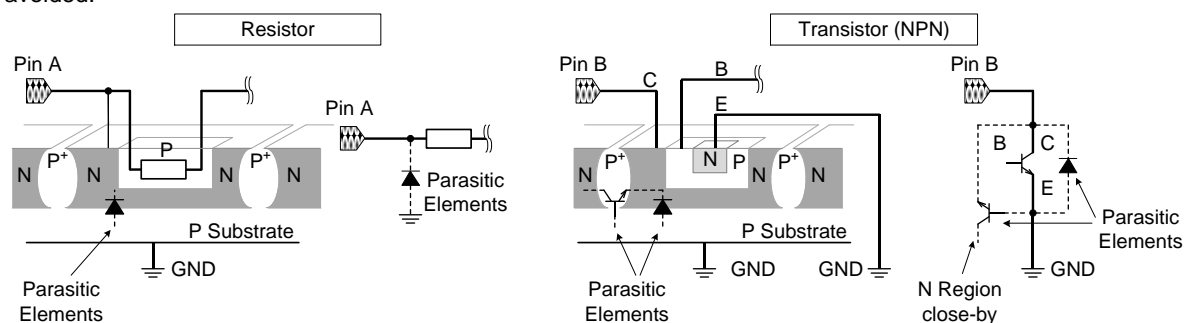 Resistor
Transistor (NPN)
Pin A
P
N
P+
N
N
P+
N
Parasitic
Elements
P Substrate
GND
Pin A
Parasitic
Elements
Pin B
C
B
E
N
P+
N
N
P
N
P+
N
P Substrate
Parasitic
Elements
GND
GND
Pin B
B
C
E
Parasitic
Elements
GND
N Region
close-by